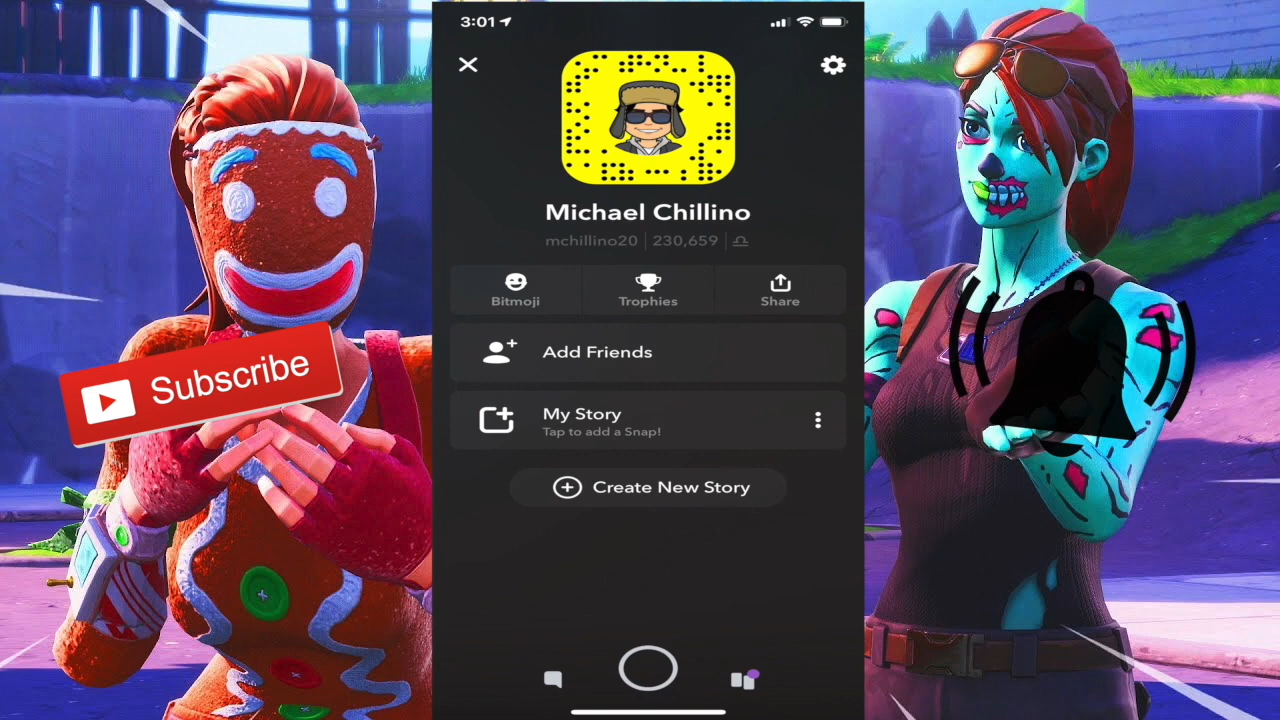 3:01
Michael Chillino
mchillino20 | 230,659 | ♎︎
Bitmoji
Trophies
Share
Add Friends
My Story
Tap to add a Snap!
Create New Story
Subscribe